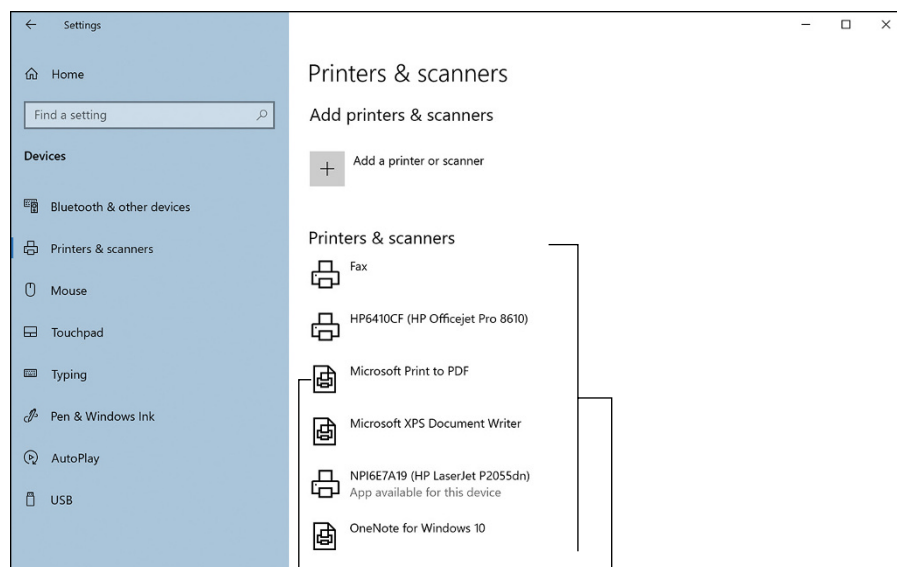 Settings
Home
Find a setting
Devices
Bluetooth & other devices
Printers & scanners
Mouse
Touchpad
Typing
Pen & Windows Ink
AutoPlay
USB
Printers & scanners
Add printers & scanners
Add a printer or scanner
Printers & scanners
Fax
HP6410CF (HP Officejet Pro 8610)
Microsoft Print to PDF
Microsoft XPS Document Writer
NPI6E7A19 (HP LaserJet P2055dn)
App available for this device
OneNote for Windows 10